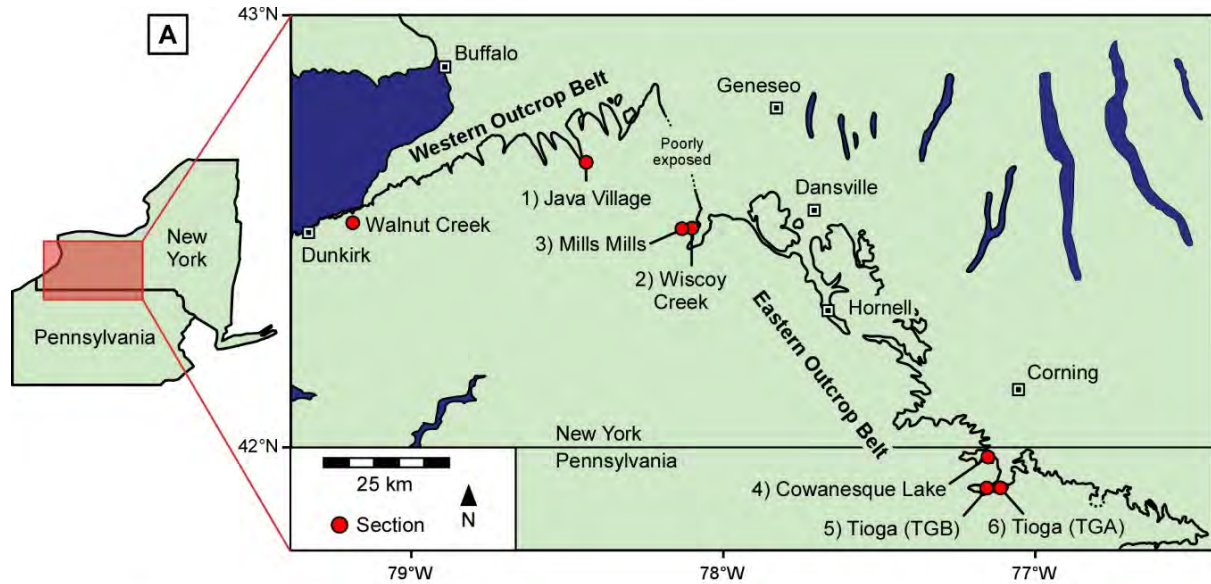 A
43°N
Buffalo
Western Outcrop Belt
Geneseo
Poorly
exposed
1) Java Village
Dansville
Walnut Creek
Dunkirk
3) Mills Mills
2) Wiscoy
Creek
New
York
Pennsylvania
Hornell
Eastern Outcrop Belt
Corning
42°N
New York
Pennsylvania
25 km
N
Section
4) Cowanesque Lake
5) Tioga (TGB)
6) Tioga (TGA)
79°W
78°W
77°W